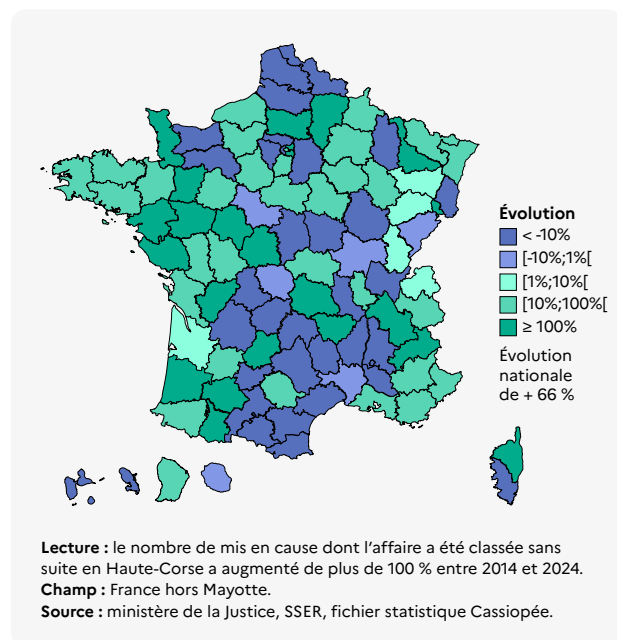 Évolution
< -10%
[-10%;1%[
[1%;10%[
[10%;100%[
≥ 100%
Évolution
nationale
de + 66 %
Lecture : le nombre de mis en cause dont l'affaire a été classée sans
suite en Haute-Corse a augmenté de plus de 100 % entre 2014 et 2024.
Champ : France hors Mayotte.
Source : ministère de la Justice, SSER, fichier statistique Cassiopée.